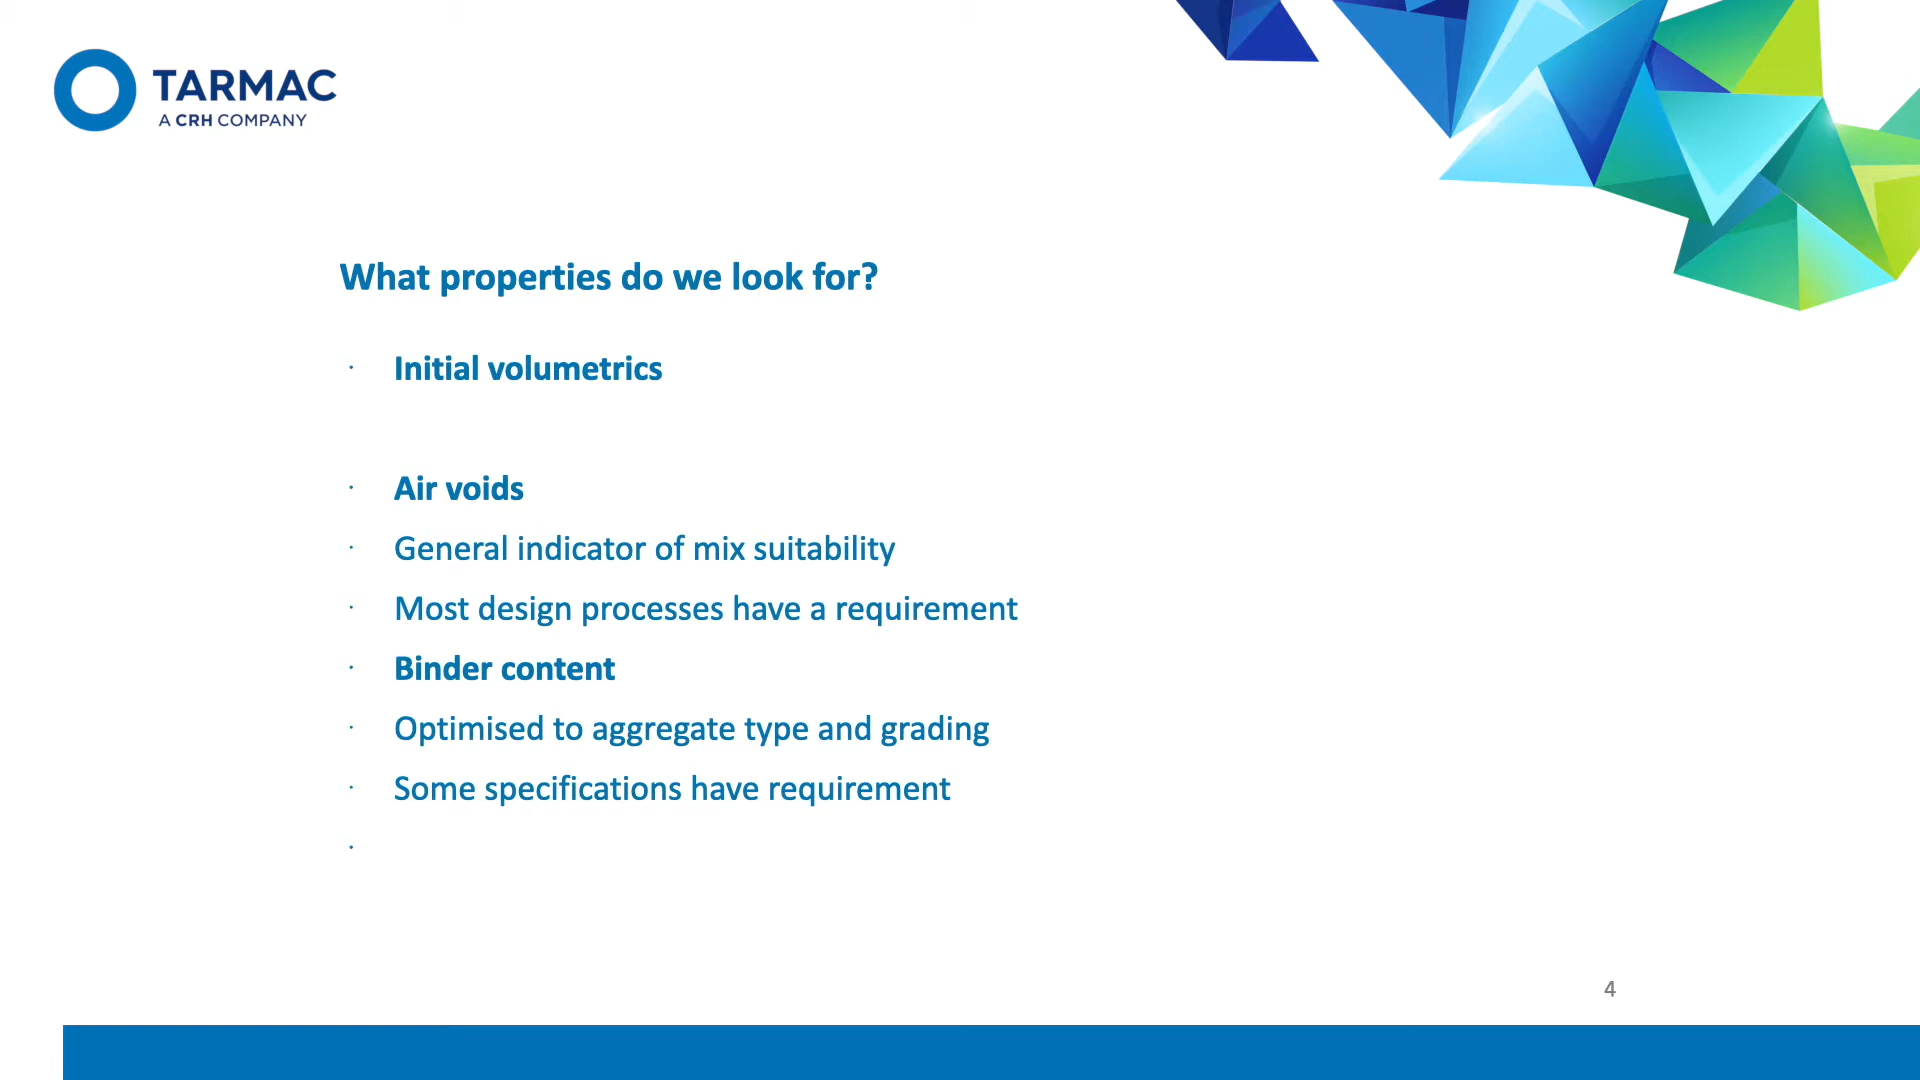 TARMAC
A CRH COMPANY
What properties do we look for?
· Initial volumetrics
· Air voids
· General indicator of mix suitability
· Most design processes have a requirement
· Binder content
· Optimised to aggregate type and grading
· Some specifications have requirement
·
4